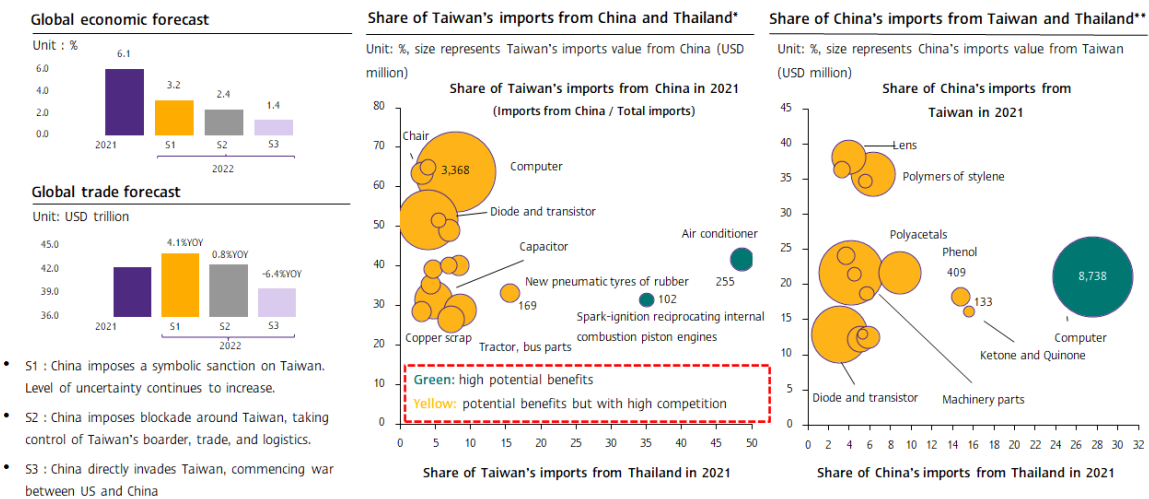 Global economic forecast
Unit : %
6.1
6.0
4.0
2.0
0.0
3.2
2.4
1.4
2021
S1
S2
S3
2022
Global trade forecast
Unit: USD trillion
45.0
42.0
39.0
36.0
4.1%YOY
0.8%YOY
-6.4%YOY
2021
S1
S2
S3
2022
• S1 : China imposes a symbolic sanction on Taiwan.
Level of uncertainty continues to increase.
• S2 : China imposes blockade around Taiwan, taking
control of Taiwan's boarder, trade, and logistics.
• S3 : China directly invades Taiwan, commencing war
between US and China
Share of Taiwan's imports from China and Thailand*
Unit: %, size represents Taiwan's imports value from China (USD
million)
Share of Taiwan's imports from China in 2021
(Imports from China / Total imports)
80
70
60
50
40
30
20
10
0
Chair
3,368
Computer
Diode and transistor
Capacitor
Air conditioner
255
New pneumatic tyres of rubber
169
102
Spark-ignition reciprocating internal
combustion piston engines
Copper scrap
Tractor, bus parts
Green: high potential benefits
Yellow: potential benefits but with high competition
0
5
10
15
20
25
30
35
40
45
50
Share of Taiwan's imports from Thailand in 2021
Share of China's imports from Taiwan and Thailand**
Unit: %, size represents China's imports value from Taiwan
(USD million)
Share of China's imports from
Taiwan in 2021
45
40
35
30
25
20
15
10
5
0
Lens
Polymers of stylene
Polyacetals
Phenol
409
133
8,738
Ketone and Quinone
Computer
Diode and transistor
Machinery parts
0
2
4
6
8
10
12
14
16
18
20
22
24
26
28
30
32
Share of China's imports from Thailand in 2021